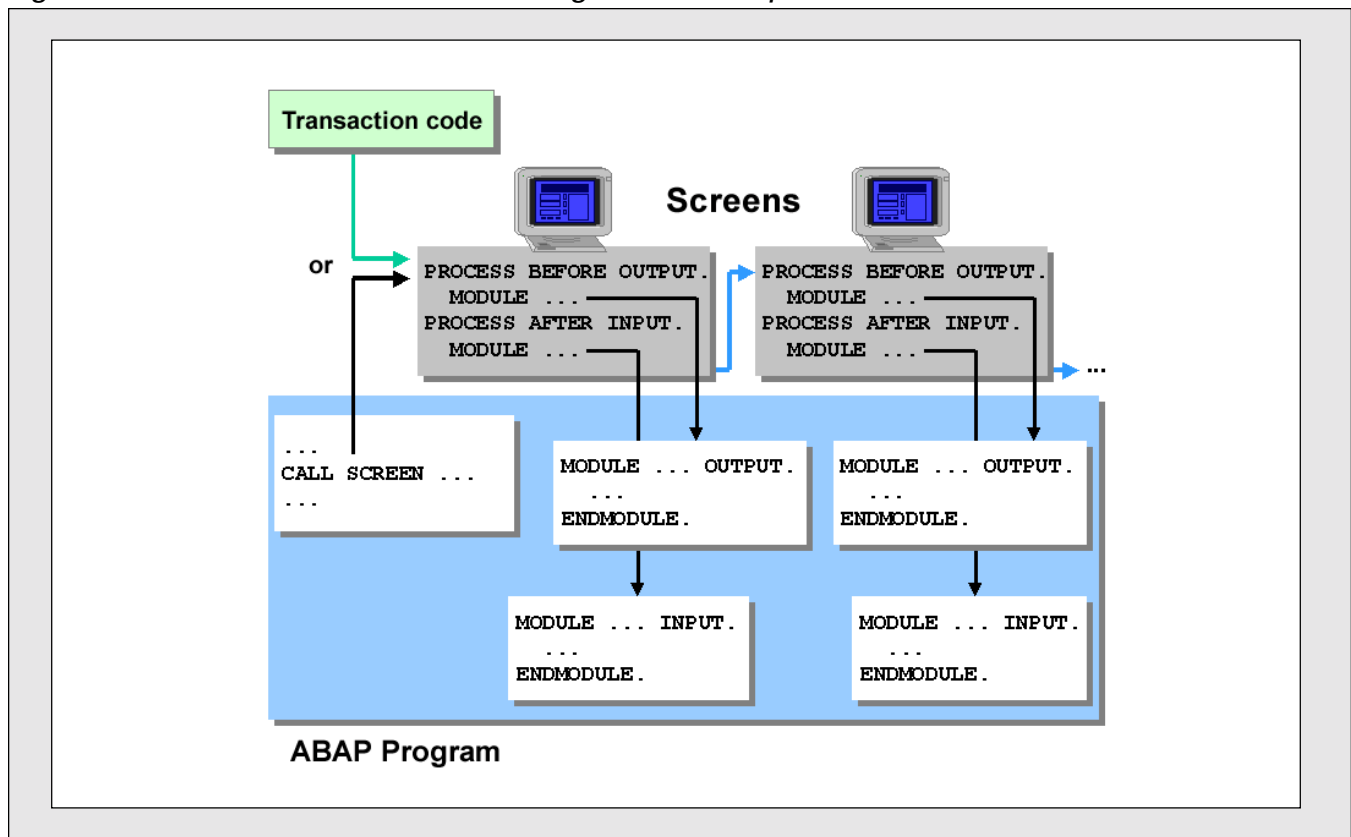 Transaction code
Screens
or
PROCESS BEFORE OUTPUT.
MODULE ...
PROCESS AFTER INPUT.
MODULE ...
PROCESS BEFORE OUTPUT.
MODULE ...
PROCESS AFTER INPUT.
MODULE ...
...
...
CALL SCREEN ...
...
MODULE ... OUTPUT.
...
ENDMODULE.
MODULE ... OUTPUT.
...
ENDMODULE.
MODULE ... INPUT.
...
ENDMODULE.
MODULE ... INPUT.
...
ENDMODULE.
ABAP Program